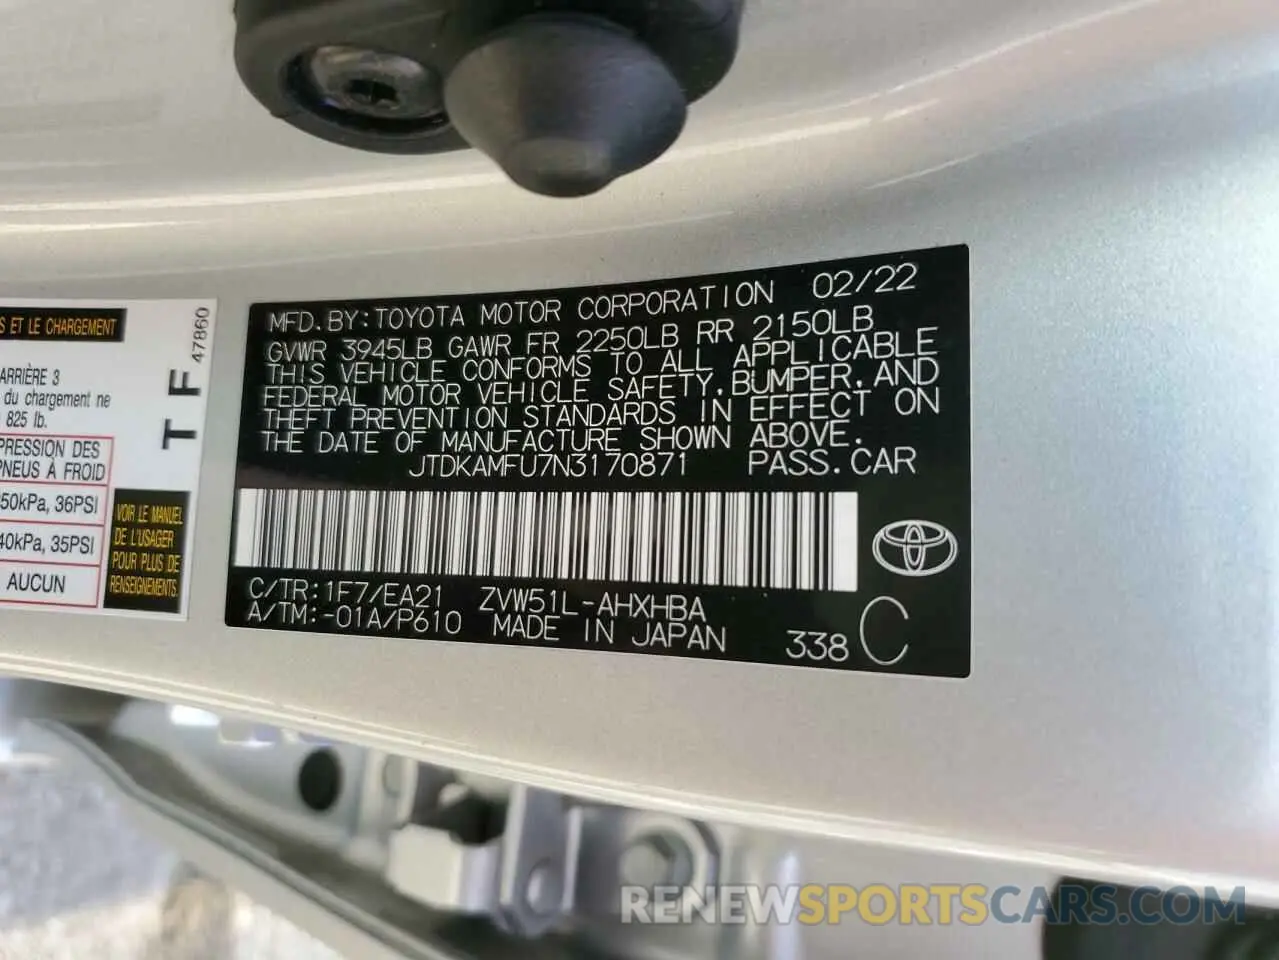 S ET LE CHARGEMENT
ARRIÈRE 3
du chargement ne
825 lb.
PRESSION DES
PNEUS À FROID
50kPa, 36PSI
40kPa, 35PSI
AUCUN
VOIR LE MANUEL
DE L'USAGER
POUR PLUS DE
RENSEIGNEMENTS.
T F 47860
MFD.BY:TOYOTA MOTOR CORPORATION 02/22
GVWR 3945LB GAWR FR 2250LB RR 2150LB
THIS VEHICLE CONFORMS TO ALL APPLICABLE
FEDERAL MOTOR VEHICLE SAFETY,BUMPER,AND
THEFT PREVENTION STANDARDS IN EFFECT ON
THE DATE OF MANUFACTURE SHOWN ABOVE.
JTDKAMFU7N3170871 PASS.CAR
C/TR:1F7/EA21 ZVW51L-AHXHBA
A/TM:-01A/P610 MADE IN JAPAN 338 C
RENEWSPORTSCARS.COM